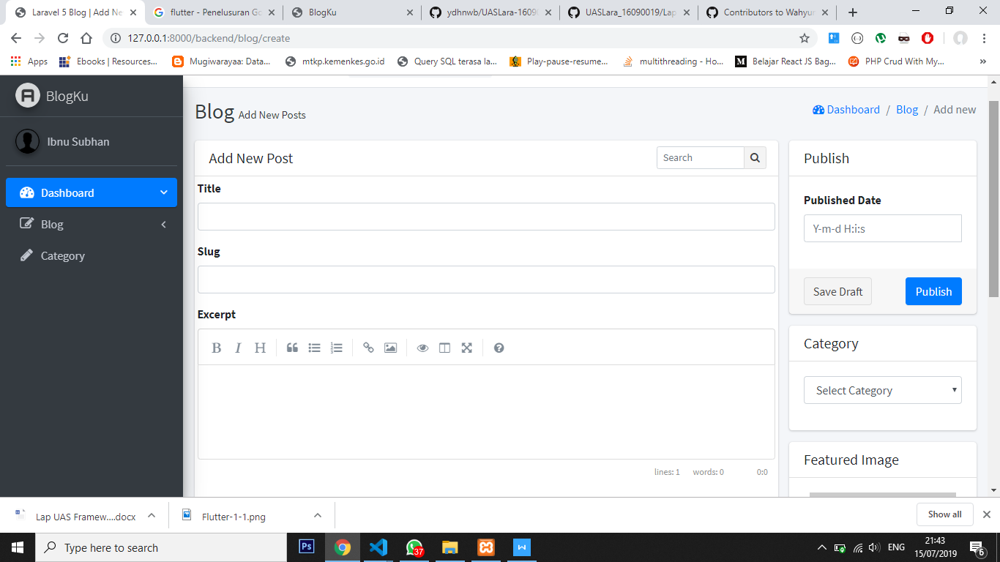 Laravel 5 Blog | Add Ne
flutter - Penelusuran Go
BlogKu
ydhnwb/UASLara-1609
UASLara_16090019/Lap
Contributors to Wahyun
127.0.0.1:8000/backend/blog/create
Apps
Ebooks | Resources...
Mugiwarayaa: Data...
mtkp.kemenkes.go.id
Query SQL terasa la...
Play-pause-resume...
multithreading - Ho...
Belajar React JS Bag...
PHP Crud With My...
»
BlogKu
Ibnu Subhan
Dashboard
Blog
Category
Blog Add New Posts
Dashboard / Blog / Add new
Add New Post
Search
Title
Slug
Excerpt
B I H
lines: 1 words: 0 0:0
Publish
Published Date
Y-m-d H:i:s
Save Draft
Publish
Category
Select Category
Featured Image
Lap UAS Framew....docx
Flutter-1-1.png
Show all
Type here to search
Ps
37
W
ENG
21:43
15/07/2019
6